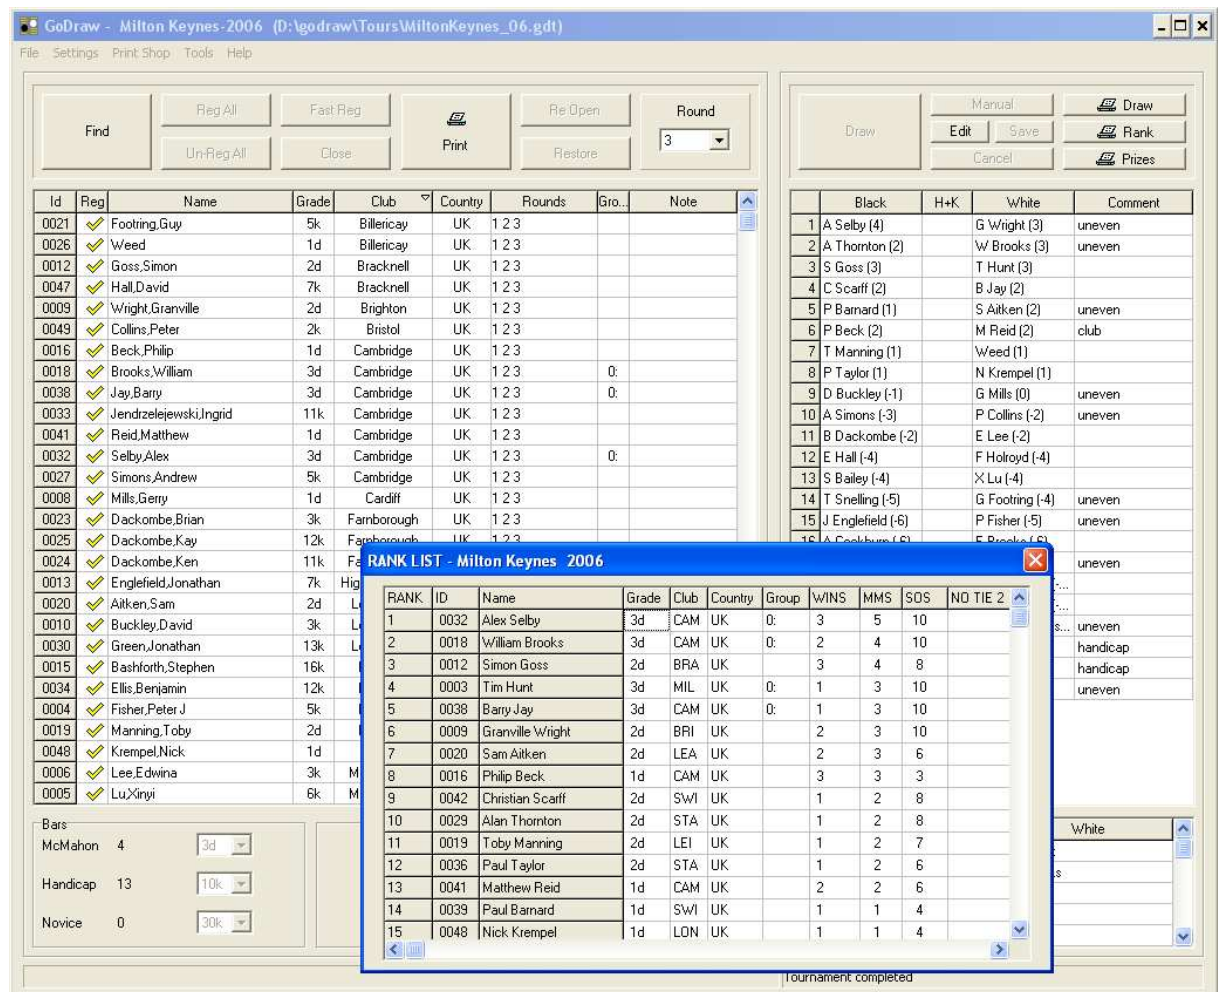 GoDraw - Milton Keynes-2006 (D:\godraw\Tours\MiltonKeynes_06.gdt)
File Settings Print Shop Tools Help
Find Reg All Un-Reg All Fast Reg Close Print Re Open Restore Round 3
Draw Manual Edit Save Cancel Draw Rank Prizes
Id Reg Name Grade Club Country Rounds Gro... Note
0021 Footring,Guy 5k Billericay UK 1 2 3
0026 Weed 1d Billericay UK 1 2 3
0012 Goss,Simon 2d Bracknell UK 1 2 3
0047 Hall,David 7k Bracknell UK 1 2 3
0009 Wright,Granville 2d Brighton UK 1 2 3
0049 Collins,Peter 2k Bristol UK 1 2 3
0016 Beck,Philip 1d Cambridge UK 1 2 3
0018 Brooks,William 3d Cambridge UK 1 2 3 0:
0038 Jay,Barry 3d Cambridge UK 1 2 3 0:
0033 Jendrzelejewski,Ingrid 11k Cambridge UK 1 2 3
0041 Reid,Matthew 1d Cambridge UK 1 2 3
0032 Selby,Alex 3d Cambridge UK 1 2 3 0:
0027 Simons,Andrew 5k Cambridge UK 1 2 3
0008 Mills,Gerry 1d Cardiff UK 1 2 3
0023 Dackombe,Brian 3k Farnborough UK 1 2 3
0025 Dackombe,Kay 12k Farnborough UK 1 2 3
0024 Dackombe,Ken 11k Fa
0013 Englefield,Jonathan 7k Hig
0020 Aitken,Sam 2d L
0010 Buckley,David 3k L
0030 Green,Jonathan 13k L
0015 Bashforth,Stephen 16k
0034 Ellis,Benjamin 12k
0004 Fisher,Peter J 5k
0019 Manning,Toby 2d
0048 Krempel,Nick 1d
0006 Lee,Edwina 3k M
0005 Lu,Xinyi 6k M
Black H+K White Comment
1 A Selby (4) G Wright (3) uneven
2 A Thornton (2) W Brooks (3) uneven
3 S Goss (3) T Hunt (3)
4 C Scarff (2) B Jay (2)
5 P Barnard (1) S Aitken (2) uneven
6 P Beck (2) M Reid (2) club
7 T Manning (1) Weed (1)
8 P Taylor (1) N Krempel (1)
9 D Buckley (-1) G Mills (0) uneven
10 A Simons (-3) P Collins (-2) uneven
11 B Dackombe (-2) E Lee (-2)
12 E Hall (-4) F Holroyd (-4)
13 S Bailey (-4) X Lu (-4)
14 T Snelling (-5) G Footring (-4) uneven
15 J Englefield (-6) P Fisher (-5) uneven
16 A Cockburn (-6)
uneven
uneven
handicap
handicap
uneven
RANK LIST - Milton Keynes 2006
RANK ID Name Grade Club Country Group WINS MMS SOS NO TIE 2
1 0032 Alex Selby 3d CAM UK 0: 3 5 10
2 0018 William Brooks 3d CAM UK 0: 2 4 10
3 0012 Simon Goss 2d BRA UK 3 4 8
4 0003 Tim Hunt 3d MIL UK 0: 1 3 10
5 0038 Barry Jay 3d CAM UK 0: 1 3 10
6 0009 Granville Wright 2d BRI UK 2 3 10
7 0020 Sam Aitken 2d LEA UK 2 3 6
8 0016 Philip Beck 1d CAM UK 3 3 3
9 0042 Christian Scarff 2d SWI UK 1 2 8
10 0029 Alan Thornton 2d STA UK 1 2 8
11 0019 Toby Manning 2d LEI UK 1 2 7
12 0036 Paul Taylor 2d STA UK 1 2 6
13 0041 Matthew Reid 1d CAM UK 2 2 6
14 0039 Paul Barnard 1d SWI UK 1 1 4
15 0048 Nick Krempel 1d LON UK 1 1 4
Bars
McMahon 4 3d
Handicap 13 10k
Novice 0 30k
White
Tournament completed